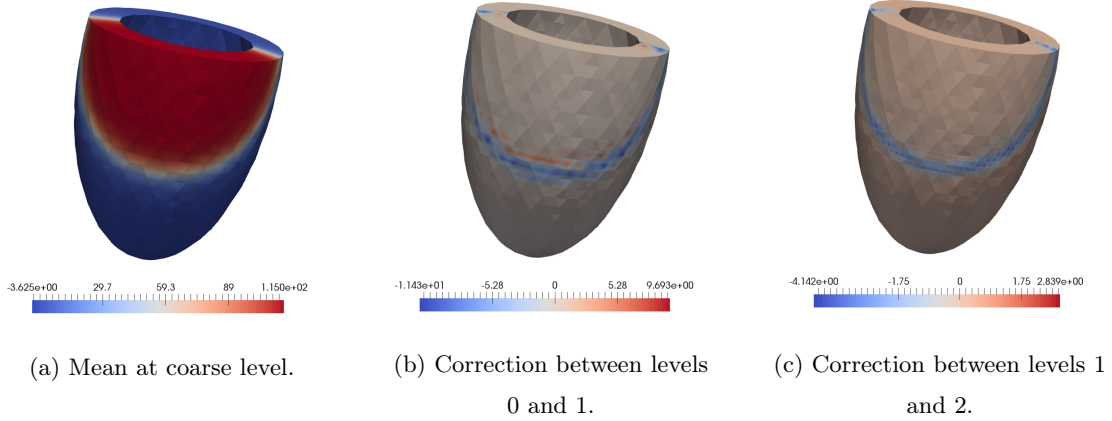 -3.625e+00 29.7 59.3 89 1.150e+02
-1.143e+01 -5.28 0 5.28 9.693e+00
-4.142e+00 -1.75 0 1.75 2.839e+00
(a) Mean at coarse level.
(b) Correction between levels
0 and 1.
(c) Correction between levels 1
and 2.